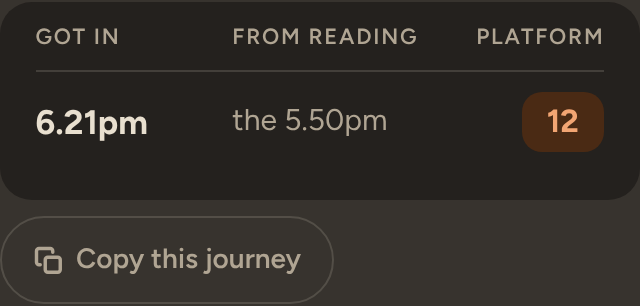 GOT IN FROM READING PLATFORM
6.21pm the 5.50pm 12
Copy this journey